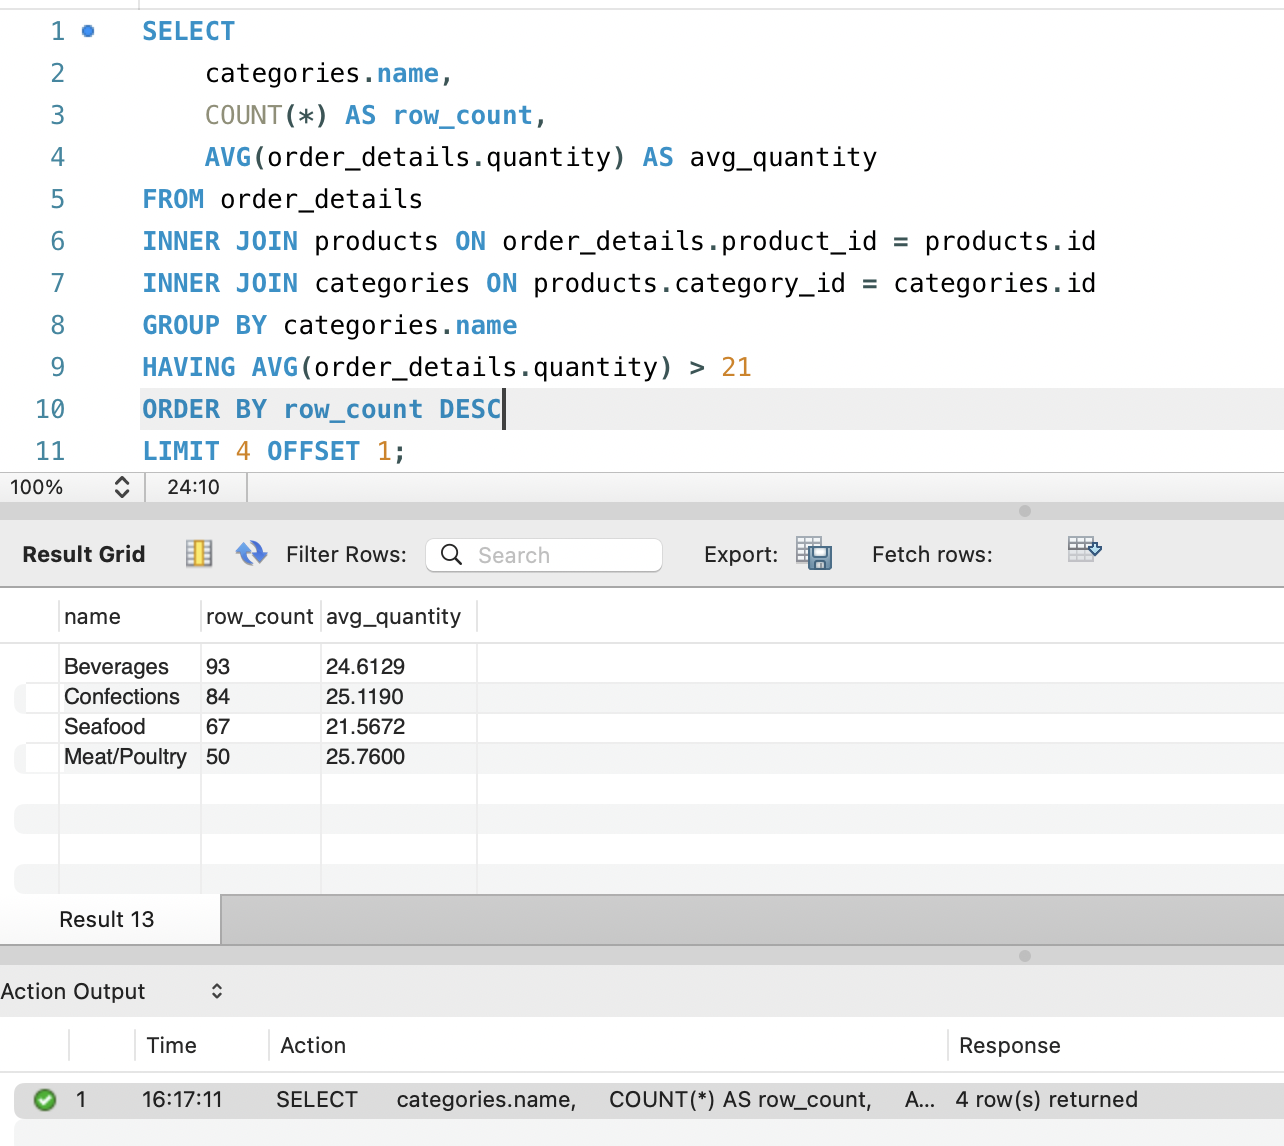 1 SELECT
2 categories.name,
3 COUNT(*) AS row_count,
4 AVG(order_details.quantity) AS avg_quantity
5 FROM order_details
6 INNER JOIN products ON order_details.product_id = products.id
7 INNER JOIN categories ON products.category_id = categories.id
8 GROUP BY categories.name
9 HAVING AVG(order_details.quantity) > 21
10 ORDER BY row_count DESC
11 LIMIT 4 OFFSET 1;
100% 24:10
Result Grid Filter Rows: Search Export: Fetch rows:
name row_count avg_quantity
Beverages 93 24.6129
Confections 84 25.1190
Seafood 67 21.5672
Meat/Poultry 50 25.7600
Result 13
Action Output
Time Action Response
1 16:17:11 SELECT categories.name, COUNT(*) AS row_count, A... 4 row(s) returned